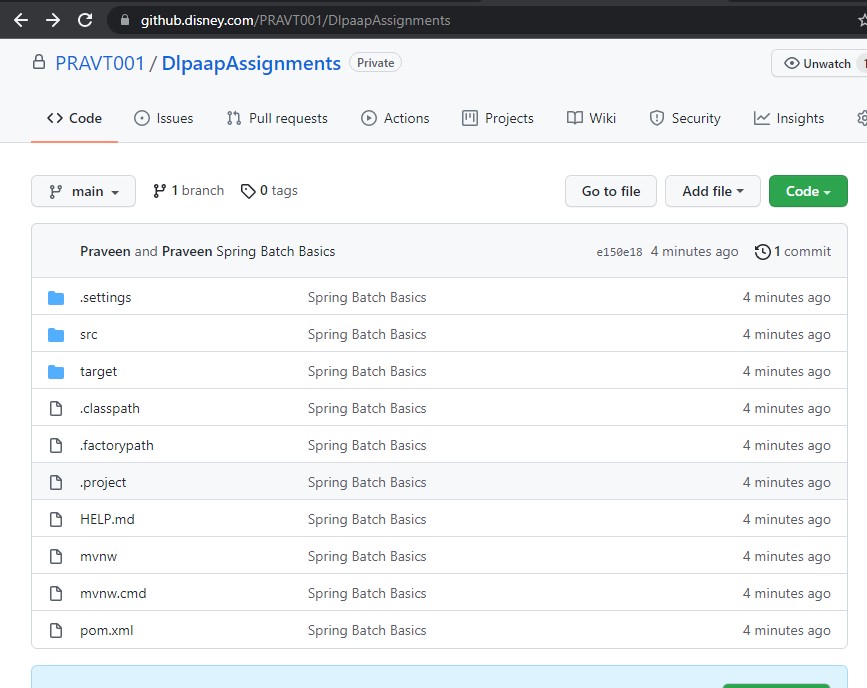 github.disney.com/PRAVT001/DlpaapAssignments
PRAVT001 / DlpaapAssignments Private Unwatch 1
Code Issues Pull requests Actions Projects Wiki Security Insights
main 1 branch 0 tags Go to file Add file Code
Praveen and Praveen Spring Batch Basics e150e18 4 minutes ago 1 commit
.settings Spring Batch Basics 4 minutes ago
src Spring Batch Basics 4 minutes ago
target Spring Batch Basics 4 minutes ago
.classpath Spring Batch Basics 4 minutes ago
.factorypath Spring Batch Basics 4 minutes ago
.project Spring Batch Basics 4 minutes ago
HELP.md Spring Batch Basics 4 minutes ago
mvnw Spring Batch Basics 4 minutes ago
mvnw.cmd Spring Batch Basics 4 minutes ago
pom.xml Spring Batch Basics 4 minutes ago